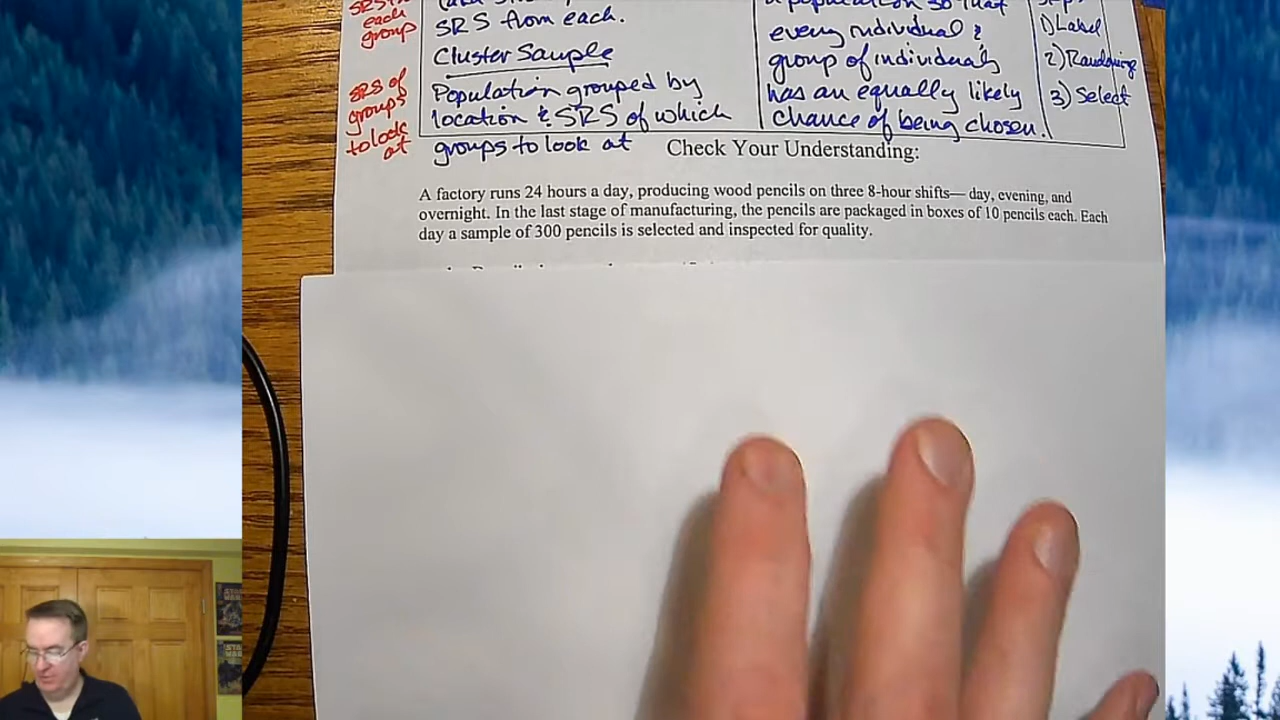 each
group
SRS from each.
Cluster Sample
SRS of
groups
to look
at
Population grouped by
location & SRS of which
groups to look at
every individual &
group of individuals
has an equally likely
chance of being chosen.
1) Label
2) Randomize
3) Select
Check Your Understanding:
A factory runs 24 hours a day, producing wood pencils on three 8-hour shifts— day, evening, and
overnight. In the last stage of manufacturing, the pencils are packaged in boxes of 10 pencils each. Each
day a sample of 300 pencils is selected and inspected for quality.